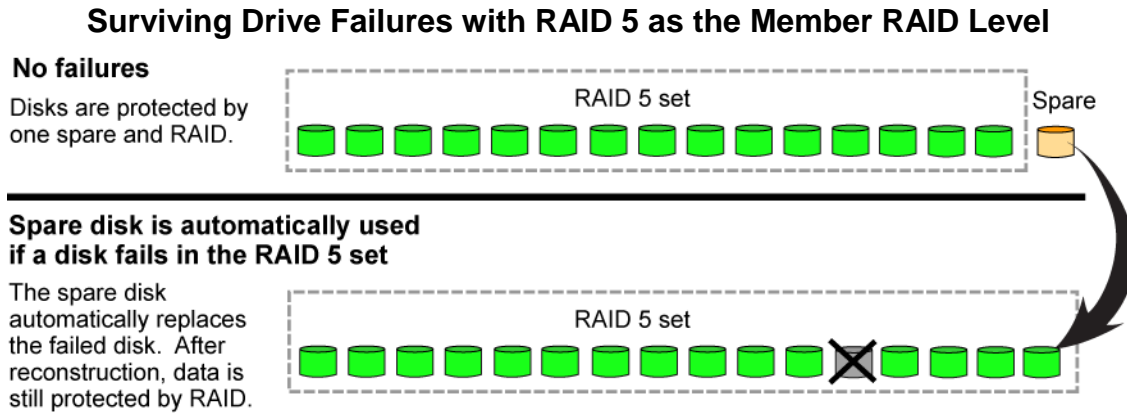 Surviving Drive Failures with RAID 5 as the Member RAID Level
No failures
Disks are protected by
one spare and RAID.
RAID 5 set
Spare
Spare disk is automatically used
if a disk fails in the RAID 5 set
The spare disk
automatically replaces
the failed disk. After
reconstruction, data is
still protected by RAID.
RAID 5 set